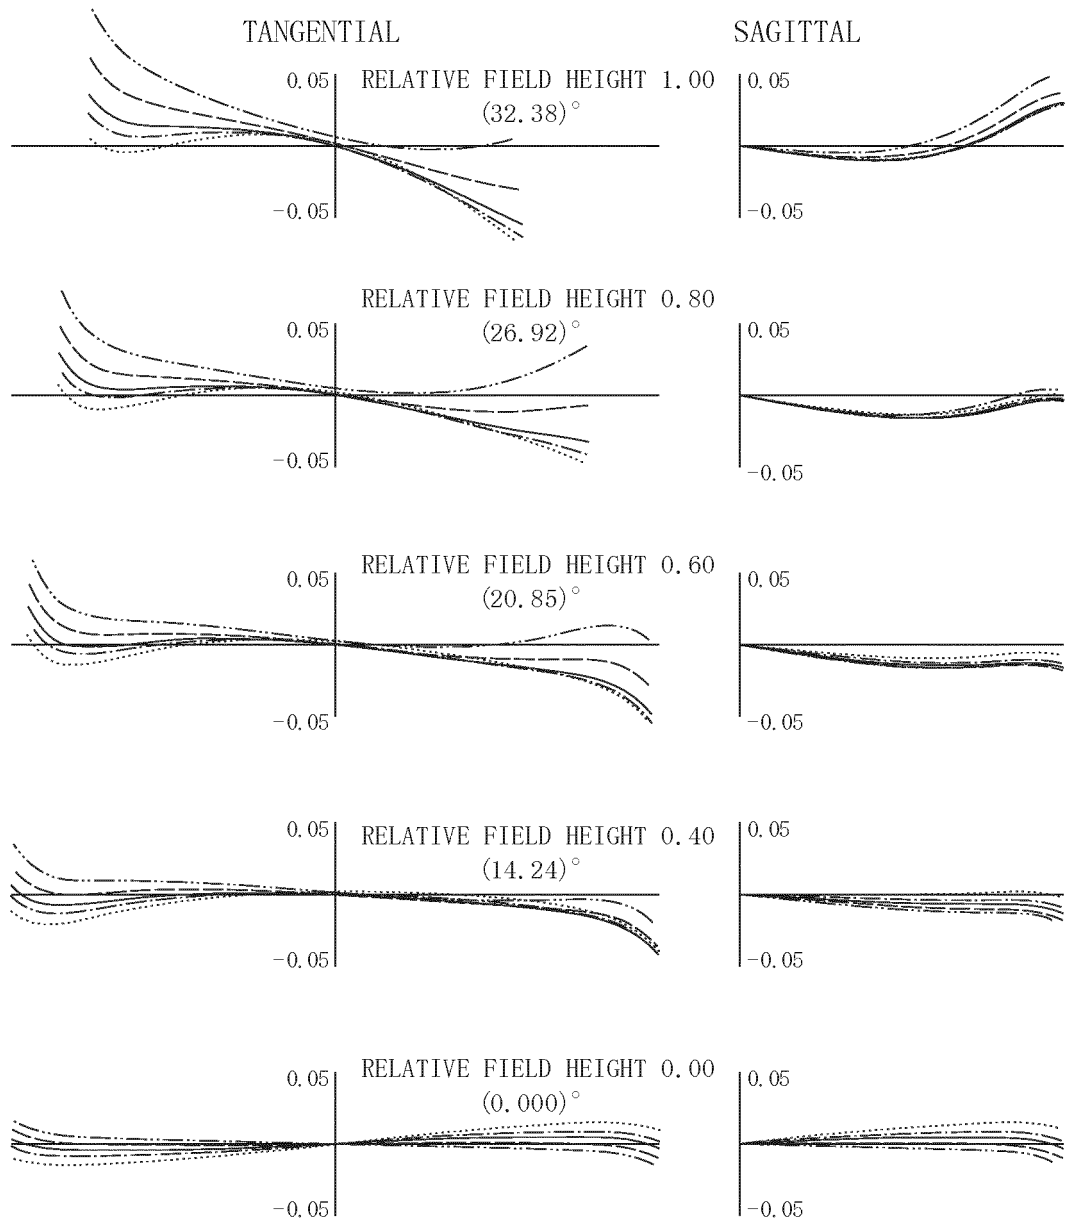 TANGENTIAL SAGITTAL
0.05 RELATIVE FIELD HEIGHT 1.00 0.05
(32.38)°
-0.05 -0.05
RELATIVE FIELD HEIGHT 0.80
0.05 (26.92)° 0.05
-0.05 -0.05
RELATIVE FIELD HEIGHT 0.60
0.05 (20.85)° 0.05
-0.05 -0.05
0.05 RELATIVE FIELD HEIGHT 0.40 0.05
(14.24)°
-0.05 -0.05
RELATIVE FIELD HEIGHT 0.00
0.05 (0.000)° 0.05
-0.05 -0.05